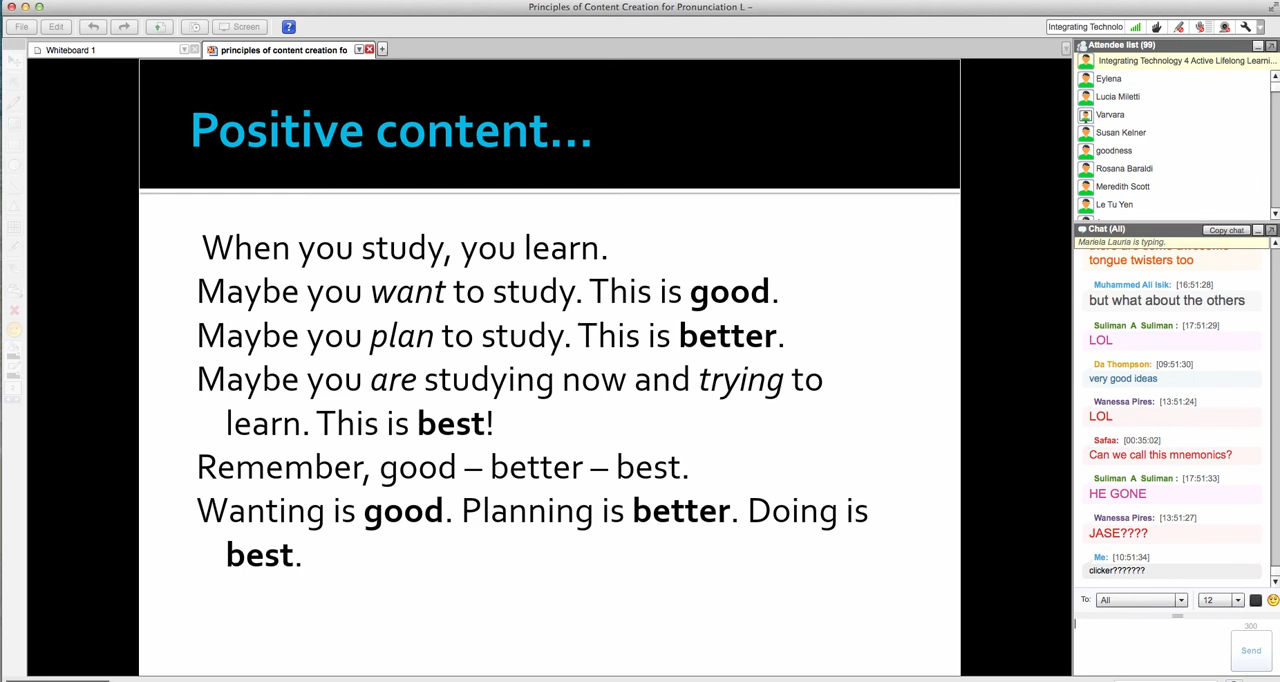 Principles of Content Creation for Pronunciation L -
File
Edit
Screen
?
Integrating Technolo
Whiteboard 1
principles of content creation fo
Positive content...
When you study, you learn.
Maybe you want to study. This is good.
Maybe you plan to study. This is better.
Maybe you are studying now and trying to
learn. This is best!
Remember, good – better – best.
Wanting is good. Planning is better. Doing is
best.
Attendee list (99)
Integrating Technology 4 Active Lifelong Learni...
Eylena
Lucia Miletti
Varvara
Susan Kelner
goodness
Rosana Baraldi
Meredith Scott
Le Tu Yen
Chat (All)
Copy chat
Mariela Lauria is typing.
tongue twisters too
Muhammed Ali Isik: [16:51:28]
but what about the others
Suliman A Suliman : [17:51:29]
LOL
Da Thompson: [09:51:30]
very good ideas
Wanessa Pires: [13:51:24]
LOL
Safaa: [00:35:02]
Can we call this mnemonics?
Suliman A Suliman : [17:51:33]
HE GONE
Wanessa Pires: [13:51:27]
JASE????
Me: [10:51:34]
clicker???????
To: All 12
300
Send